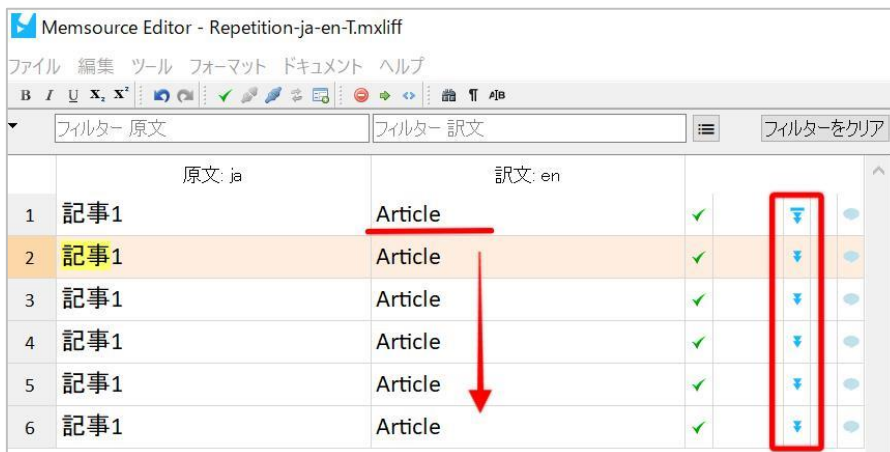 Memsource Editor - Repetition-ja-en-T.mxliff
ファイル 編集 ツール フォーマット ドキュメント ヘルプ
B I U X₂ X² ¶ A|B
フィルター 原文 フィルター 訳文 フィルターをクリア
原文: ja 訳文: en
1 記事1 Article
2 記事1 Article
3 記事1 Article
4 記事1 Article
5 記事1 Article
6 記事1 Article